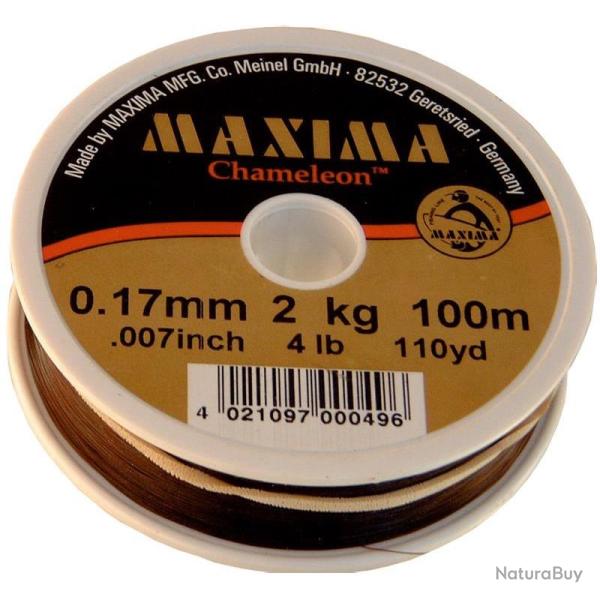 Made by MAXIMA MFG. Co. Meinel GmbH · 82532 Geretsried · Germany
MAXIMA
Chameleon™
MAXIMA®
0.17mm 2 kg 100m
.007inch 4 lb 110yd
4 021097 000496
NaturaBuy